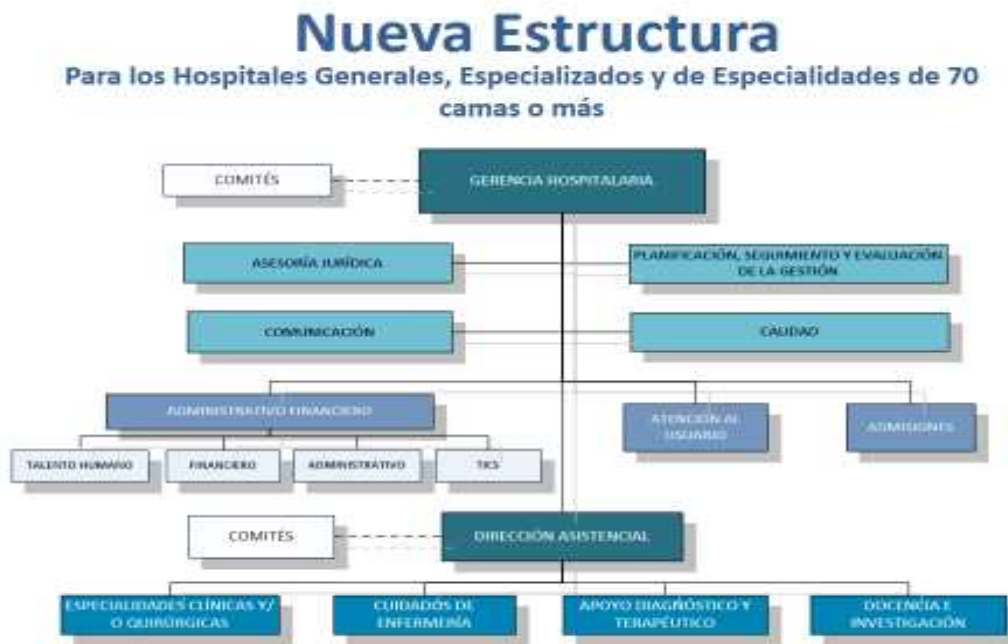 Nueva Estructura
Para los Hospitales Generales, Especializados y de Especialidades de 70
camas o más
COMITÉS
GERENCIA HOSPITALARIA
ASESORÍA JURÍDICA
PLANIFICACIÓN, SEGUIMIENTO Y EVALUACIÓN
DE LA GESTIÓN
COMUNICACIÓN
CALIDAD
ADMINISTRATIVO FINANCIERO
ATENCIÓN AL
USUARIO
ADMISIONES
TALENTO HUMANO
FINANCIERO
ADMINISTRATIVO
TICS
COMITÉS
DIRECCIÓN ASISTENCIAL
ESPECIALIDADES CLÍNICAS Y/
O QUIRÚRGICAS
CUIDADOS DE
ENFERMERÍA
APOYO DIAGNÓSTICO Y
TERAPÉUTICO
DOCENCIA E
INVESTIGACIÓN